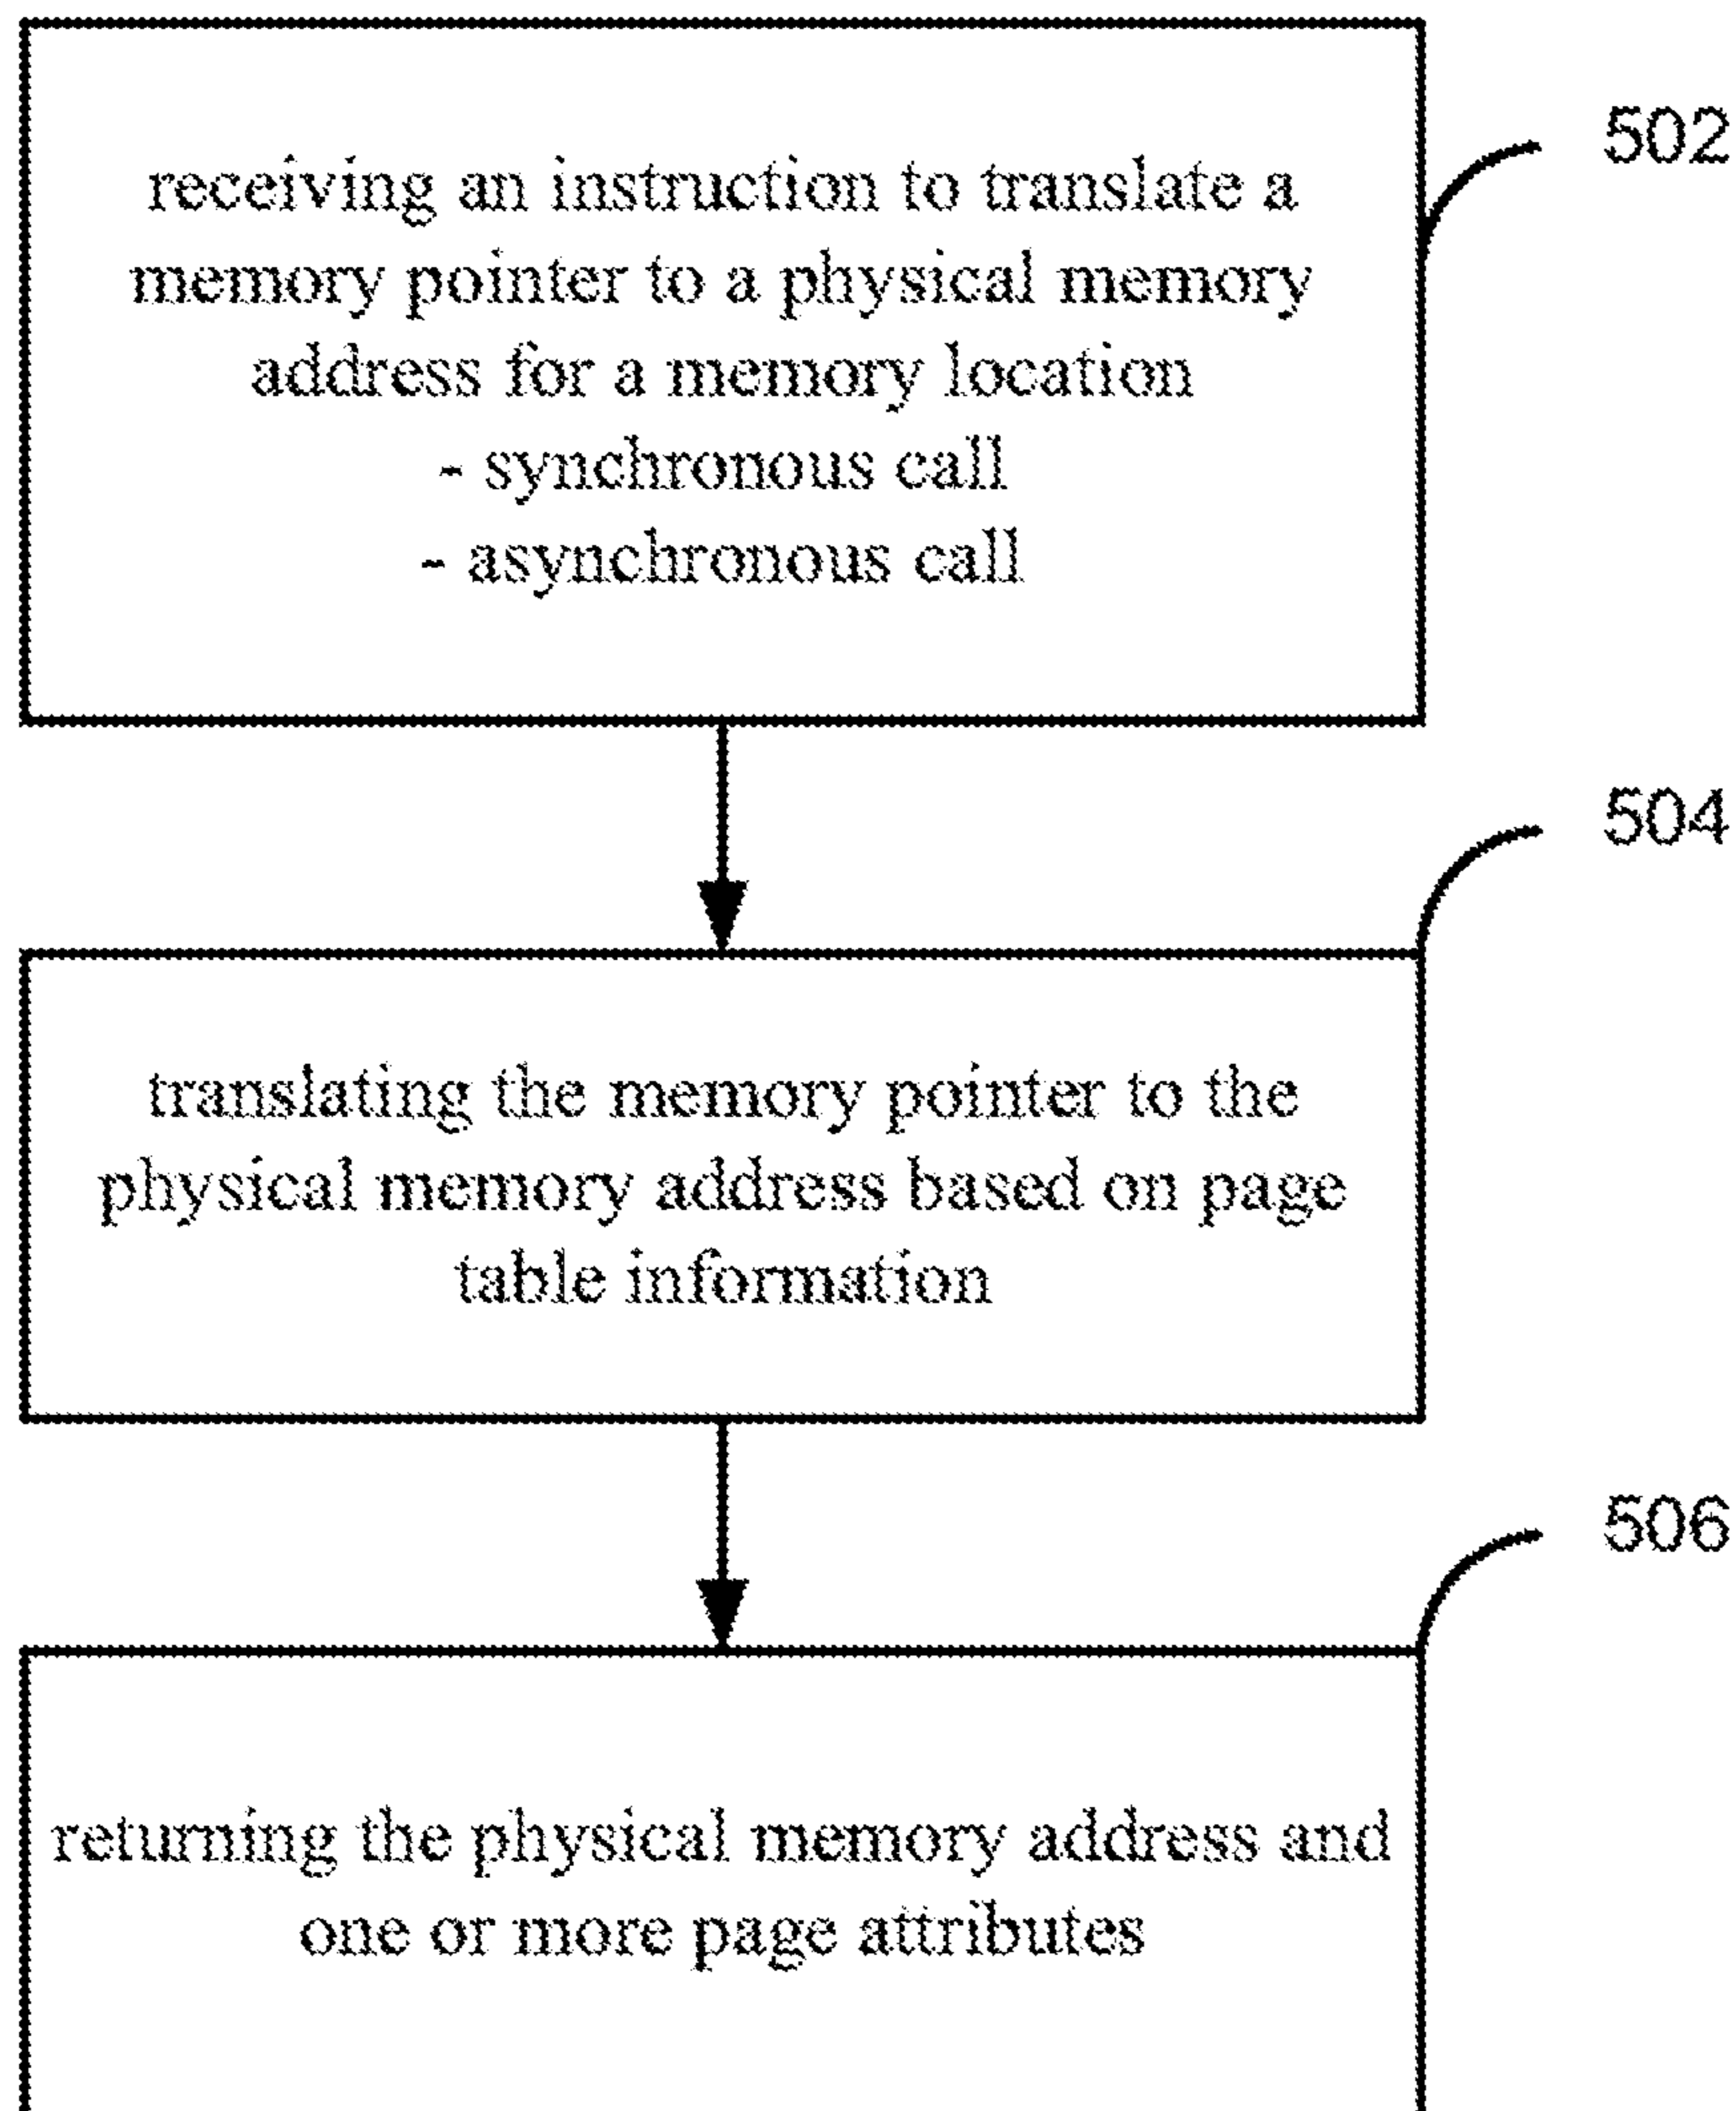 receiving an instruction to translate a
memory pointer to a physical memory
address for a memory location
- synchronous call
- asynchronous call
502
translating the memory pointer to the
physical memory address based on page
table information
504
returning the physical memory address and
one or more page attributes
506